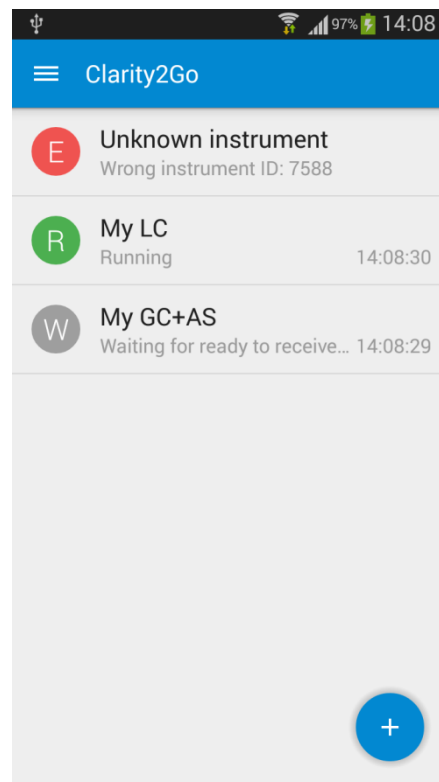 97% 14:08
Clarity2Go
E Unknown instrument
Wrong instrument ID: 7588
R My LC
Running 14:08:30
W My GC+AS
Waiting for ready to receive... 14:08:29
+